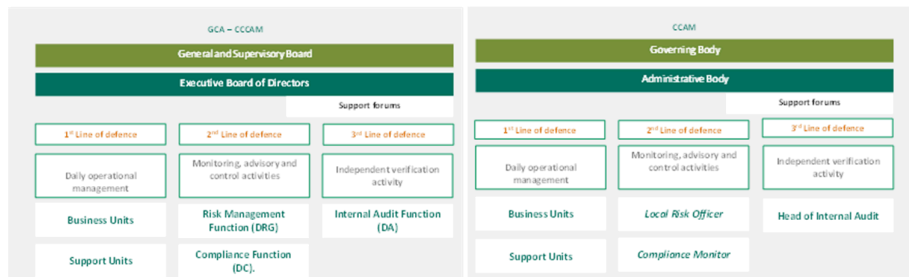 GCA – CCCAM
General and Supervisory Board
Executive Board of Directors
Support forums
1st Line of defence
2nd Line of defence
3rd Line of defence
Daily operational
management
Monitoring, advisory and
control activities
Independent verification
activity
Business Units
Risk Management
Function (DRG)
Internal Audit Function
(DA)
Support Units
Compliance Function
(DC).
CCAM
Governing Body
Administrative Body
Support forums
1st Line of defence
2nd Line of defence
3rd Line of defence
Daily operational
management
Monitoring, advisory and
control activities
Independent verification
activity
Business Units
Local Risk Officer
Head of Internal Audit
Support Units
Compliance Monitor